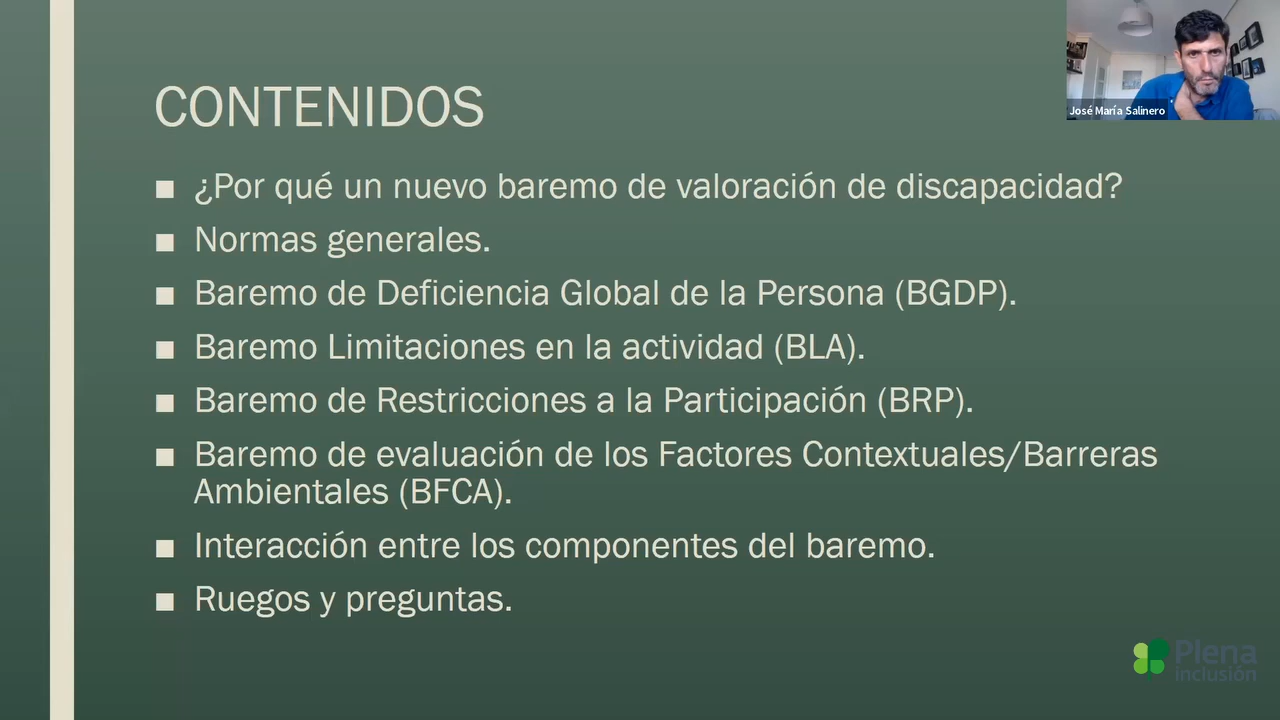 José María Salinero
CONTENIDOS
■ ¿Por qué un nuevo baremo de valoración de discapacidad?
■ Normas generales.
■ Baremo de Deficiencia Global de la Persona (BGDP).
■ Baremo Limitaciones en la actividad (BLA).
■ Baremo de Restricciones a la Participación (BRP).
■ Baremo de evaluación de los Factores Contextuales/Barreras
Ambientales (BFCA).
■ Interacción entre los componentes del baremo.
■ Ruegos y preguntas.
Plena
inclusión